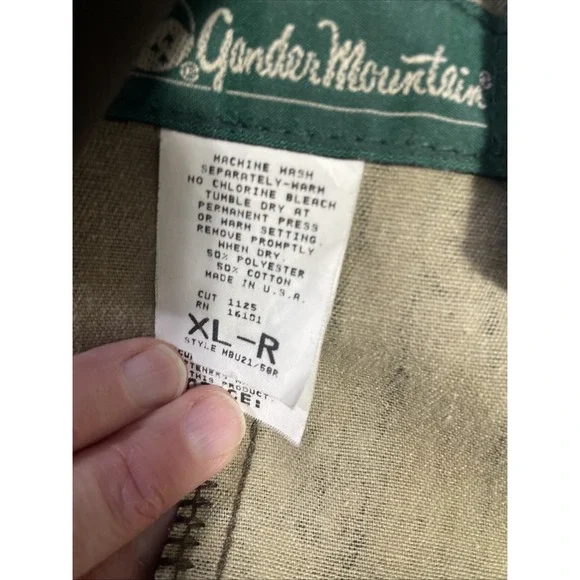 Gander Mountain
MACHINE WASH
SEPARATELY-WARM
NO CHLORINE BLEACH
TUMBLE DRY AT
PERMANENT PRESS
OR WARM SETTING.
REMOVE PROMPTLY
WHEN DRY.
50% POLYESTER
50% COTTON
MADE IN U.S.A.
CUT 1125
RN 16101
XL-R
STYLE MBU21/50R
THIS PRODUCT.